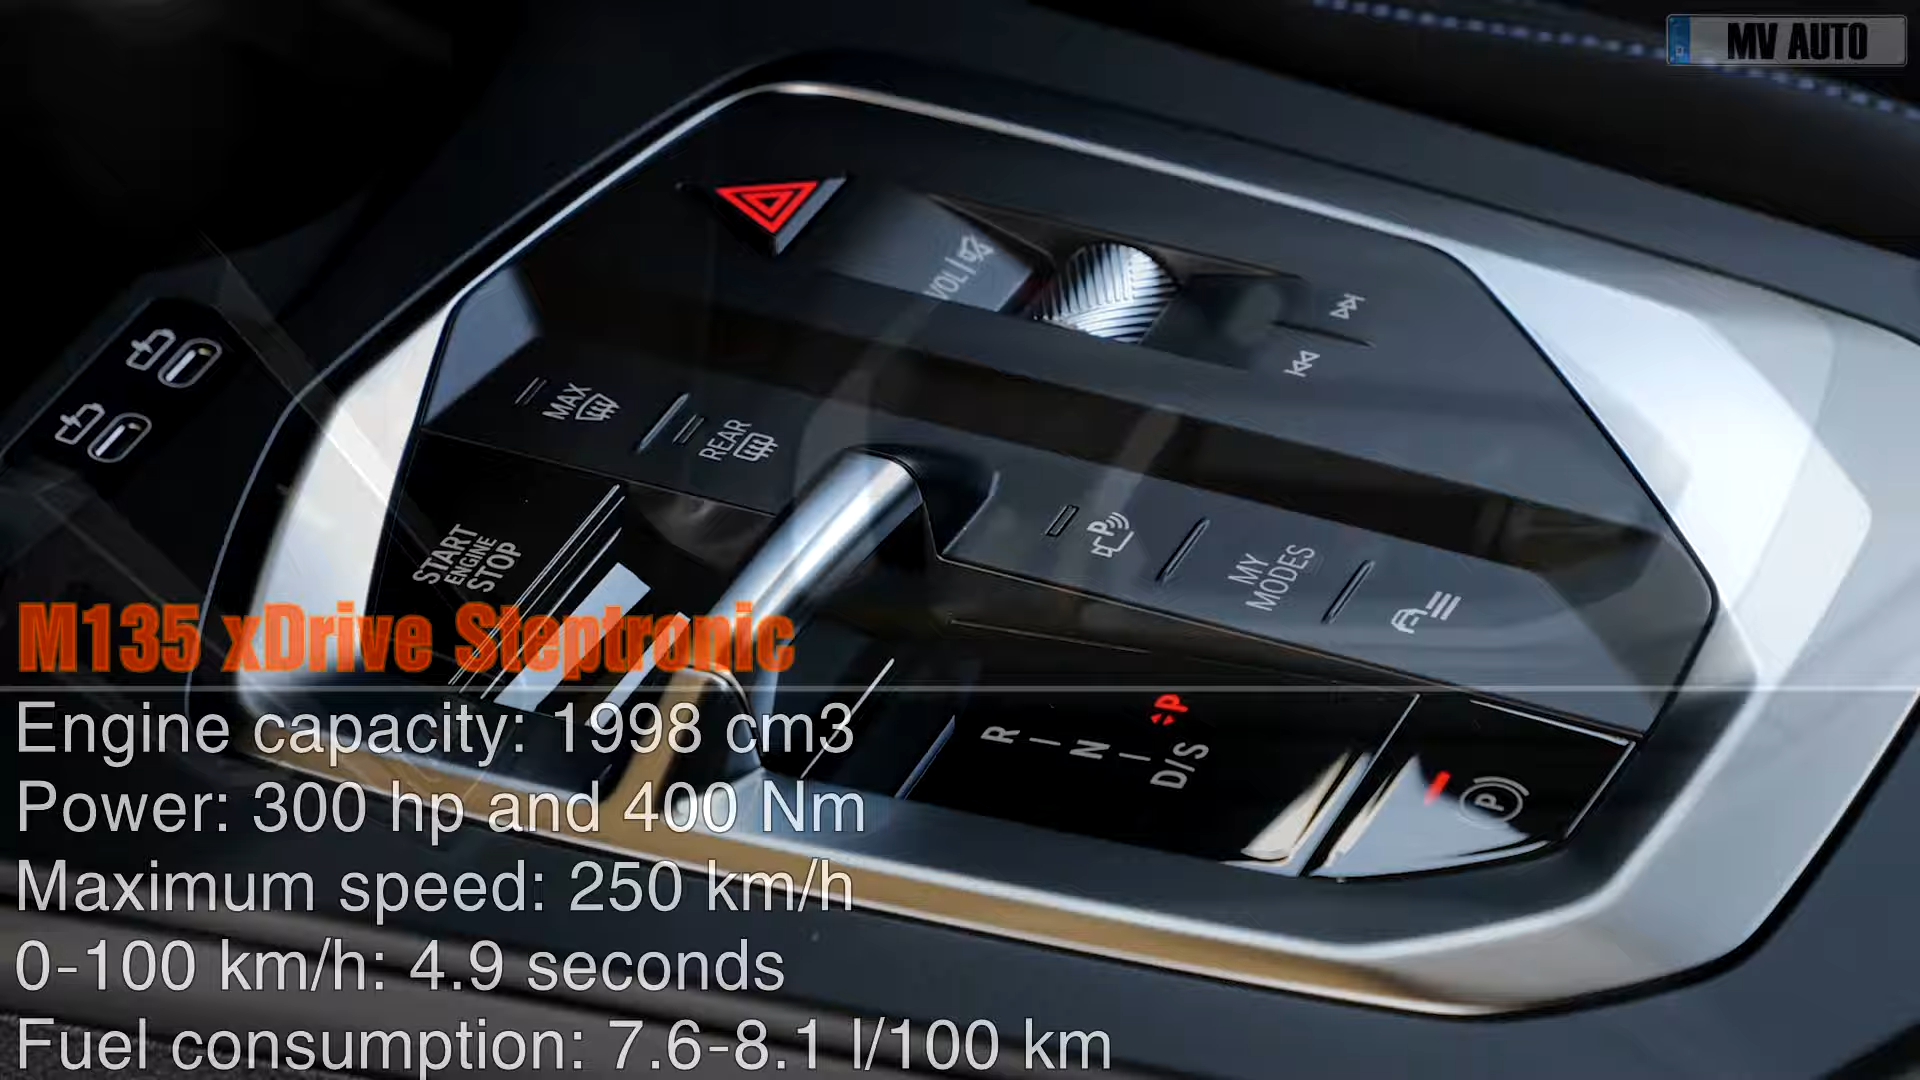 MV AUTO
VOL
MAX
REAR
START
ENGINE
STOP
P
MY
MODES
M135 xDrive Steptronic
P
R N D/S
P
Engine capacity: 1998 cm3
Power: 300 hp and 400 Nm
Maximum speed: 250 km/h
0-100 km/h: 4.9 seconds
Fuel consumption: 7.6-8.1 l/100 km